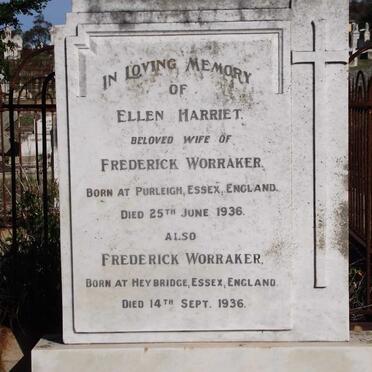 IN LOVING MEMORY
OF
ELLEN HARRIET.
BELOVED WIFE OF
FREDERICK WORRAKER.
BORN AT PURLEIGH, ESSEX, ENGLAND.
DIED 25TH JUNE 1936.
ALSO
FREDERICK WORRAKER.
BORN AT HEYBRIDGE, ESSEX, ENGLAND.
DIED 14TH SEPT. 1936.